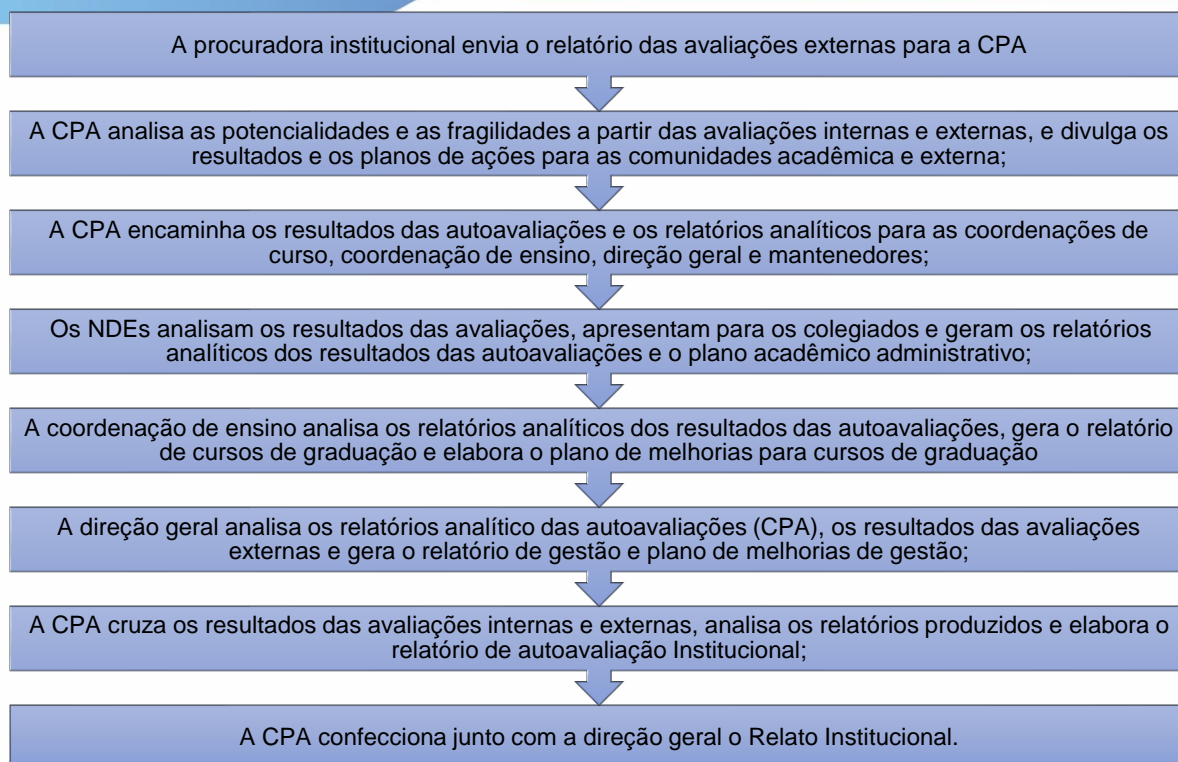 A procuradora institucional envia o relatório das avaliações externas para a CPA
A CPA analisa as potencialidades e as fragilidades a partir das avaliações internas e externas, e divulga os
resultados e os planos de ações para as comunidades acadêmica e externa;
A CPA encaminha os resultados das autoavaliações e os relatórios analíticos para as coordenações de
curso, coordenação de ensino, direção geral e mantenedores;
Os NDEs analisam os resultados das avaliações, apresentam para os colegiados e geram os relatórios
analíticos dos resultados das autoavaliações e o plano acadêmico administrativo;
A coordenação de ensino analisa os relatórios analíticos dos resultados das autoavaliações, gera o relatório
de cursos de graduação e elabora o plano de melhorias para cursos de graduação
A direção geral analisa os relatórios analítico das autoavaliações (CPA), os resultados das avaliações
externas e gera o relatório de gestão e plano de melhorias de gestão;
A CPA cruza os resultados das avaliações internas e externas, analisa os relatórios produzidos e elabora o
relatório de autoavaliação Institucional;
A CPA confecciona junto com a direção geral o Relato Institucional.